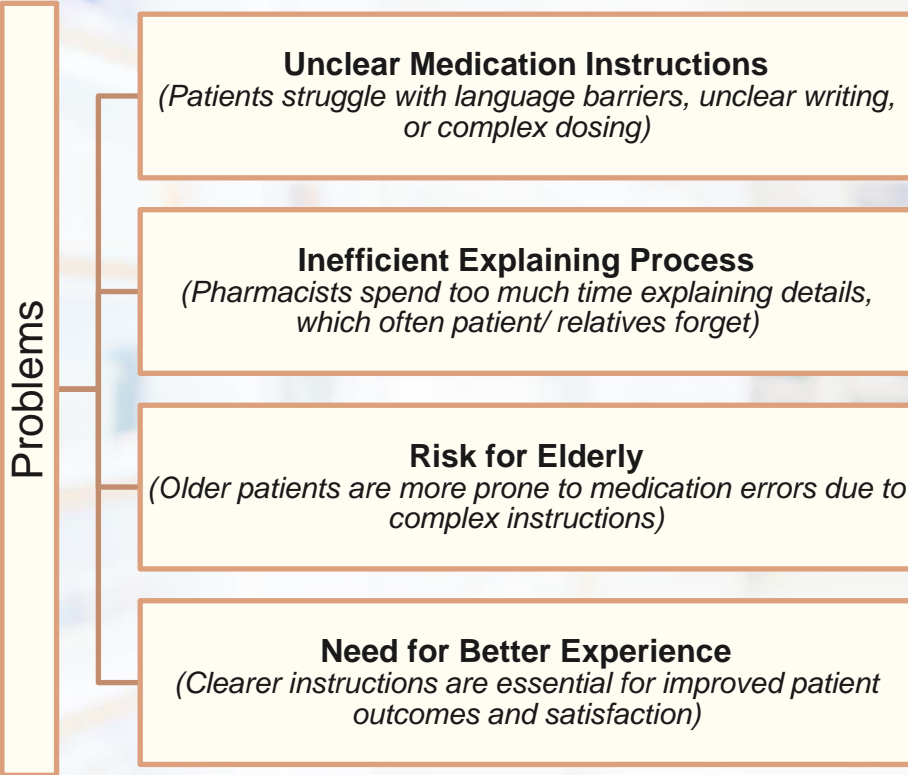 Problems
Unclear Medication Instructions
(Patients struggle with language barriers, unclear writing,
or complex dosing)
Inefficient Explaining Process
(Pharmacists spend too much time explaining details,
which often patient/ relatives forget)
Risk for Elderly
(Older patients are more prone to medication errors due to
complex instructions)
Need for Better Experience
(Clearer instructions are essential for improved patient
outcomes and satisfaction)